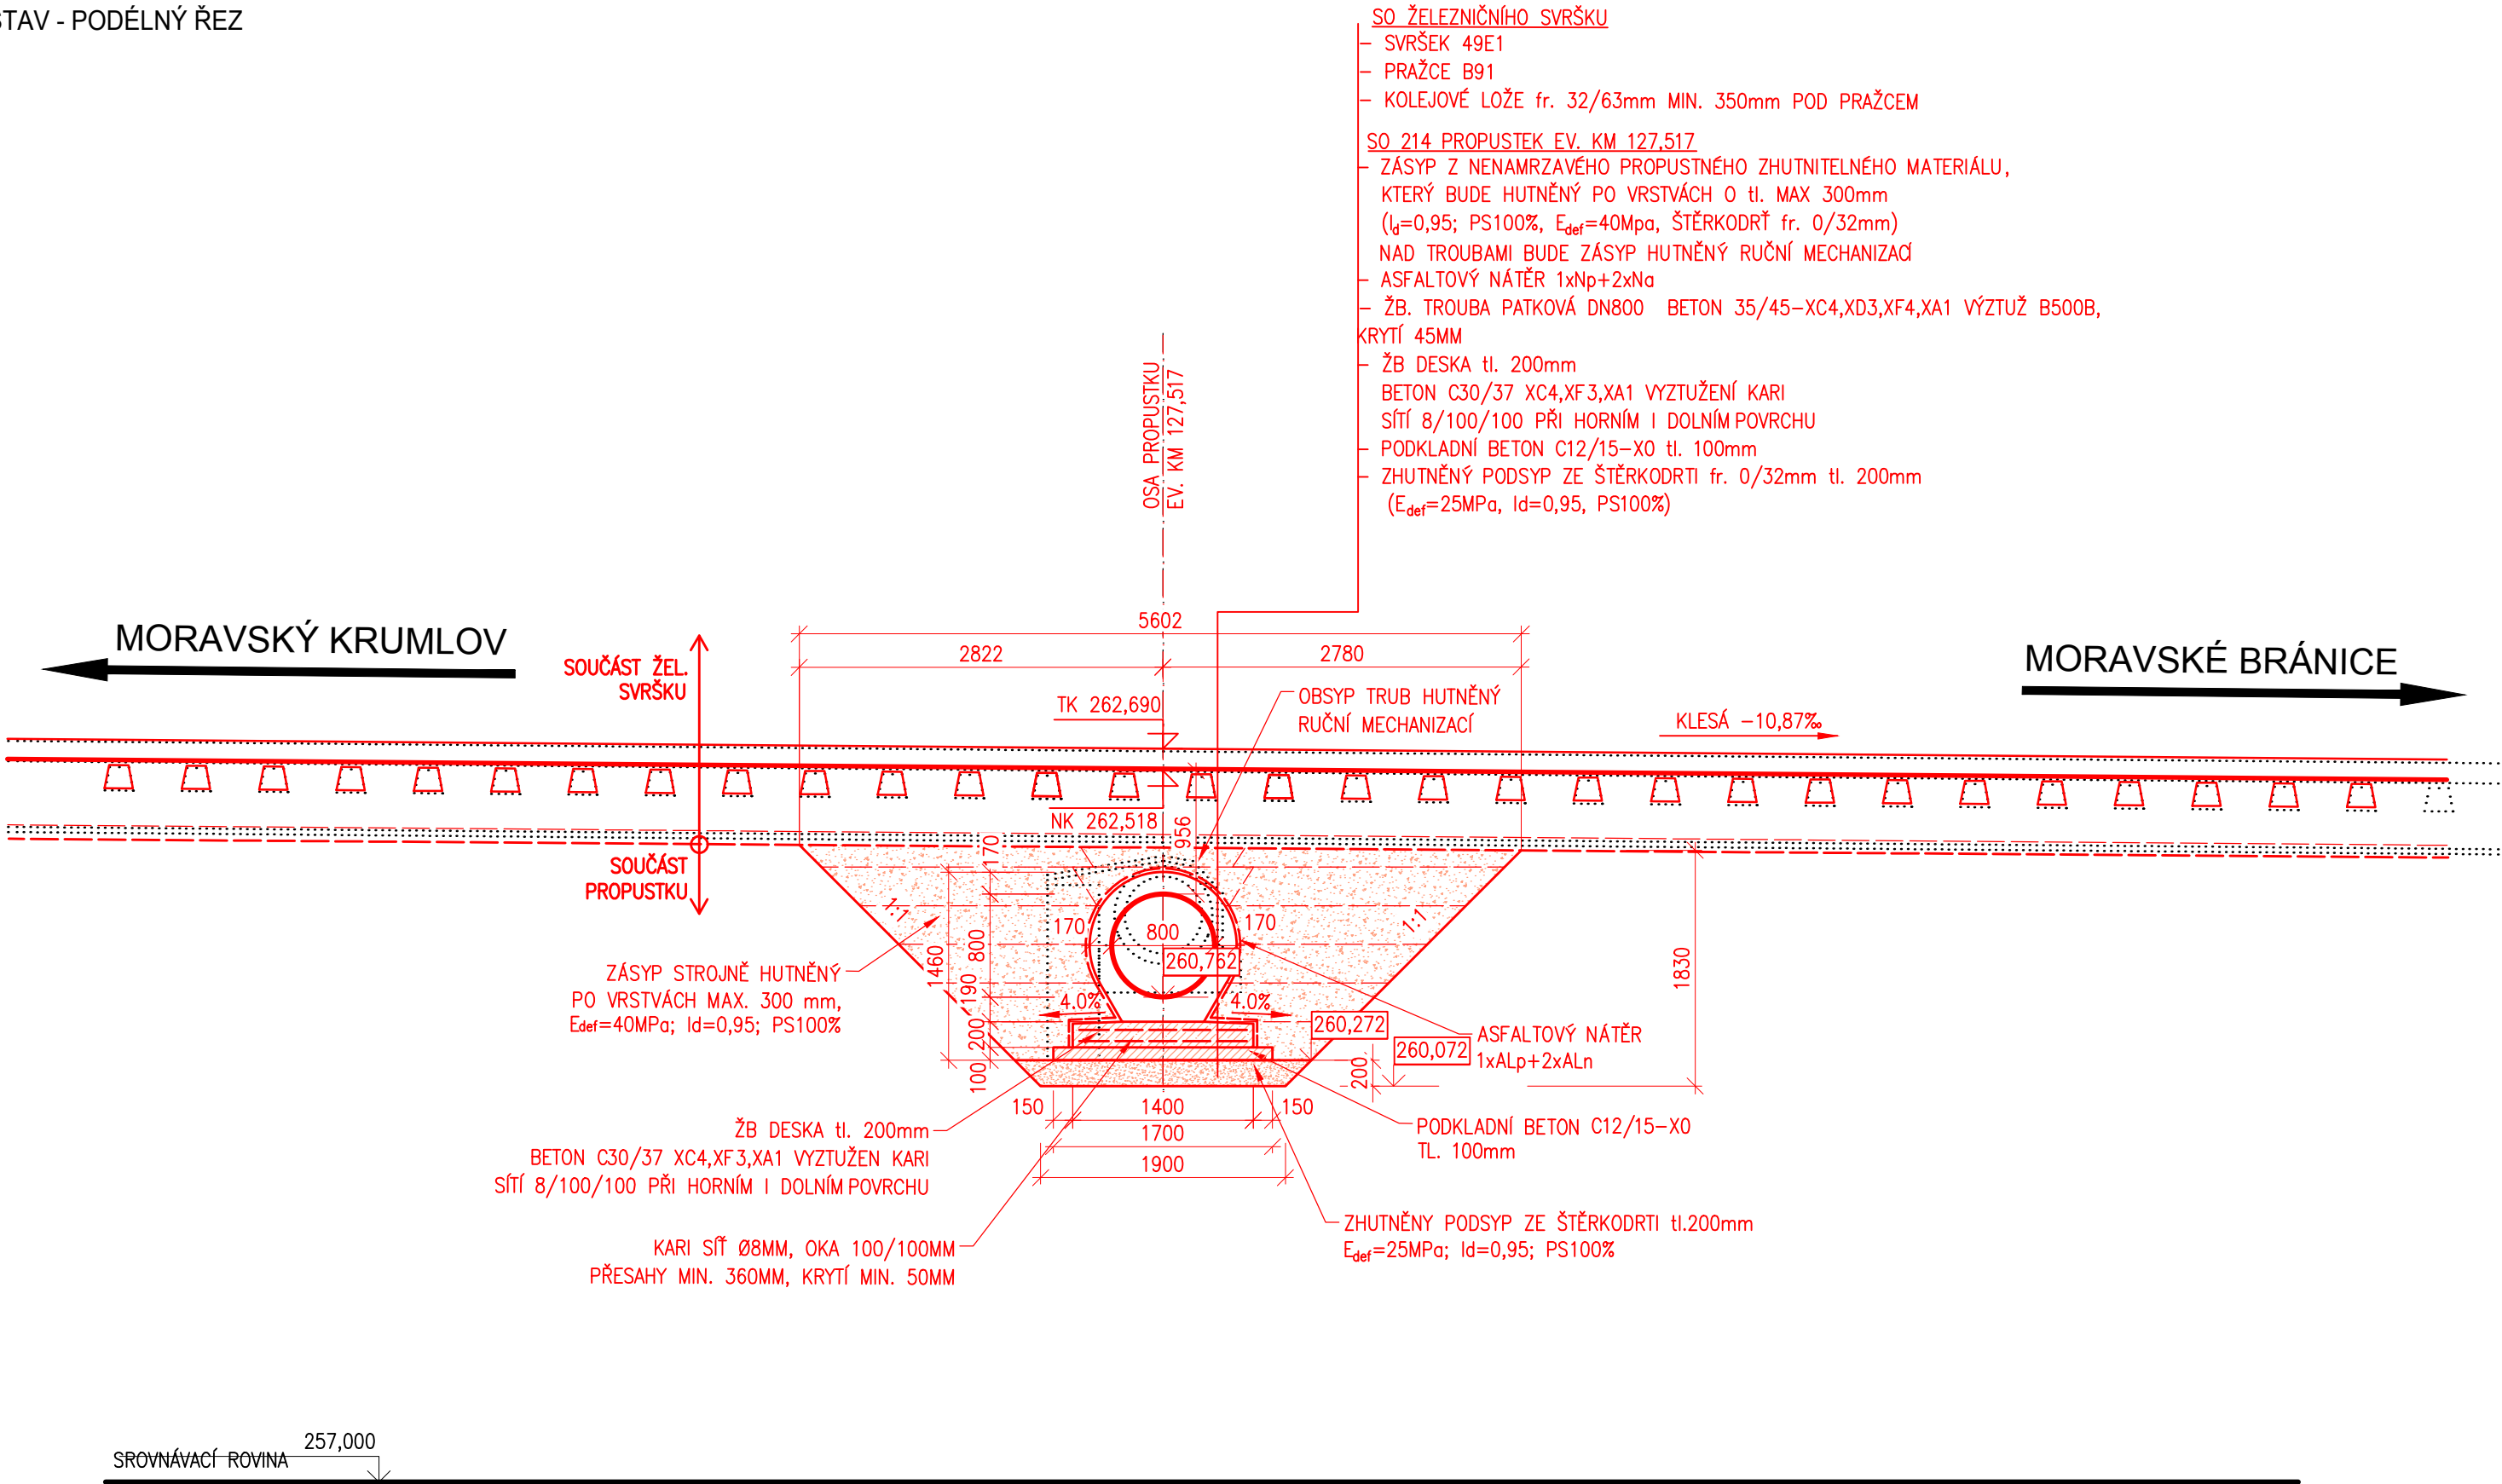 STAV - PODÉLNÝ ŘEZ
SO ŽELEZNIČNÍHO SVRŠKU
SVRŠEK 49E1
PRAŽCE B91
KOLEJOVÉ LOŽE fr. 32/63mm MIN. 350mm POD PRAŽCEM
SO 214 PROPUSTEK EV. KM 127,517
ZÁSYP Z NENAMRZAVÉHO PROPUSTNÉHO ZHUTNITELNÉHO MATERIÁLU,
KTERÝ BUDE HUTNĚNÝ PO VRSTVÁCH O tl. MAX 300mm
(Id=0,95; PS100%, Edef=40Mpa, ŠTĚRKODRŤ fr. 0/32mm)
NAD TROUBAMI BUDE ZÁSYP HUTNĚNÝ RUČNÍ MECHANIZACÍ
ASFALTOVÝ NÁTĚR 1xNp+2xNa
ŽB. TROUBA PATKOVÁ DN800 BETON 35/45-XC4,XD3,XF4,XA1 VÝZTUŽ B500B,
KRYTÍ 45MM
ŽB DESKA tl. 200mm
BETON C30/37 XC4,XF3,XA1 VYZTUŽENÍ KARI
SÍTÍ 8/100/100 PŘI HORNÍM I DOLNÍM POVRCHU
PODKLADNÍ BETON C12/15-X0 tl. 100mm
ZHUTNĚNÝ PODSYP ZE ŠTĚRKODRTI fr. 0/32mm tl. 200mm
(Edef=25MPa, Id=0,95, PS100%)
OSA PROPUSTKU
EV. KM 127,517
MORAVSKÝ KRUMLOV
MORAVSKÉ BRÁNICE
SOUČÁST ŽEL.
SVRŠKU
5602
2822
2780
TK 262,690
OBSYP TRUB HUTNĚNÝ
RUČNÍ MECHANIZACÍ
KLESÁ -10,87‰
NK 262,518
956
170
SOUČÁST
PROPUSTKU
1:1
1:1
170
800
170
260,762
1460
800
190
200
100
1830
ZÁSYP STROJNĚ HUTNĚNÝ
PO VRSTVÁCH MAX. 300 mm,
Edef=40MPa; Id=0,95; PS100%
4.0%
4.0%
260,272
260,072
200
ASFALTOVÝ NÁTĚR
1xALp+2xALn
150
1400
150
1700
1900
ŽB DESKA tl. 200mm
BETON C30/37 XC4,XF3,XA1 VYZTUŽEN KARI
SÍTÍ 8/100/100 PŘI HORNÍM I DOLNÍM POVRCHU
PODKLADNÍ BETON C12/15-X0
TL. 100mm
KARI SÍŤ Ø8MM, OKA 100/100MM
PŘESAHY MIN. 360MM, KRYTÍ MIN. 50MM
ZHUTNĚNY PODSYP ZE ŠTĚRKODRTI tl.200mm
Edef=25MPa; Id=0,95; PS100%
257,000
SROVNÁVACÍ ROVINA